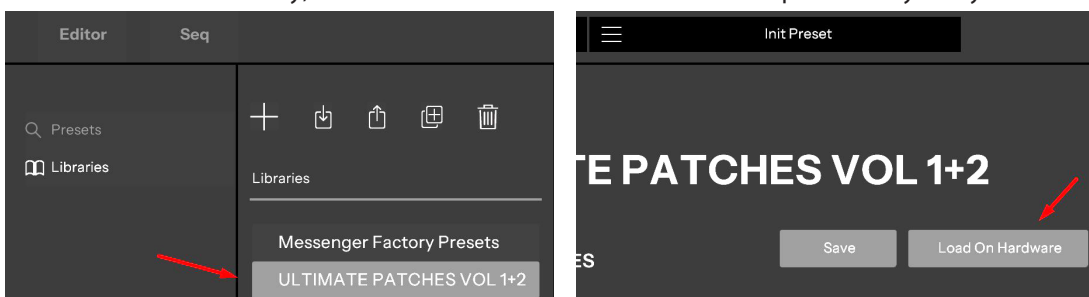 Editor Seq
Presets
Libraries
Libraries
Messenger Factory Presets
ULTIMATE PATCHES VOL 1+2
Init Preset
TE PATCHES VOL 1+2
ES
Save Load On Hardware